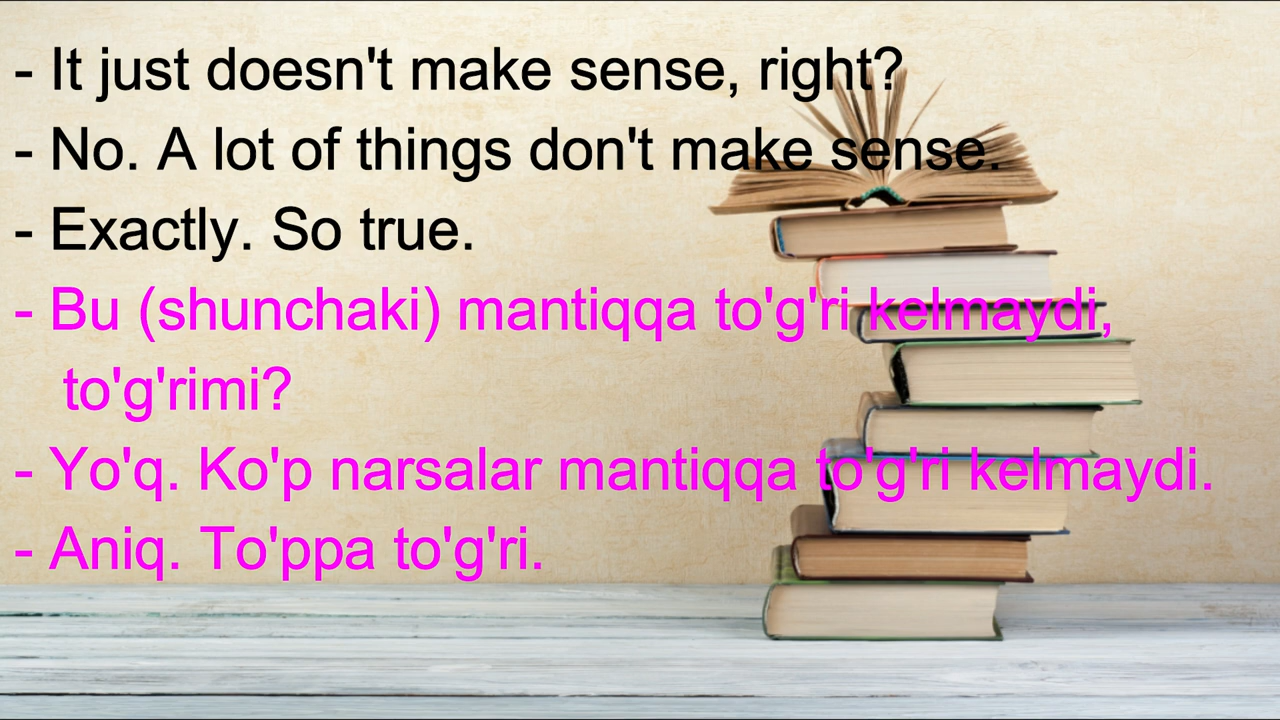 - It just doesn't make sense, right?
- No. A lot of things don't make sense.
- Exactly. So true.
- Bu (shunchaki) mantiqqa to'g'ri kelmaydi,
to'g'rimi?
- Yo'q. Ko'p narsalar mantiqqa to'g'ri kelmaydi.
- Aniq. To'ppa to'g'ri.